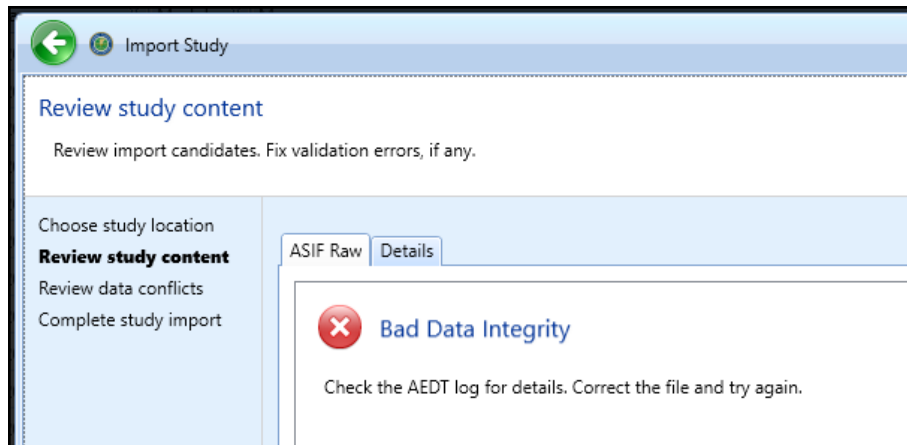 Import Study
Review study content
Review import candidates. Fix validation errors, if any.
Choose study location
Review study content
Review data conflicts
Complete study import
ASIF Raw
Details
Bad Data Integrity
Check the AEDT log for details. Correct the file and try again.